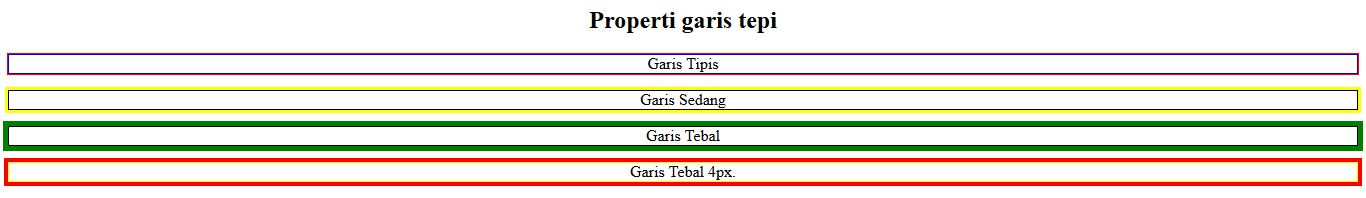 Properti garis tepi
Garis Tipis
Garis Sedang
Garis Tebal
Garis Tebal 4px.